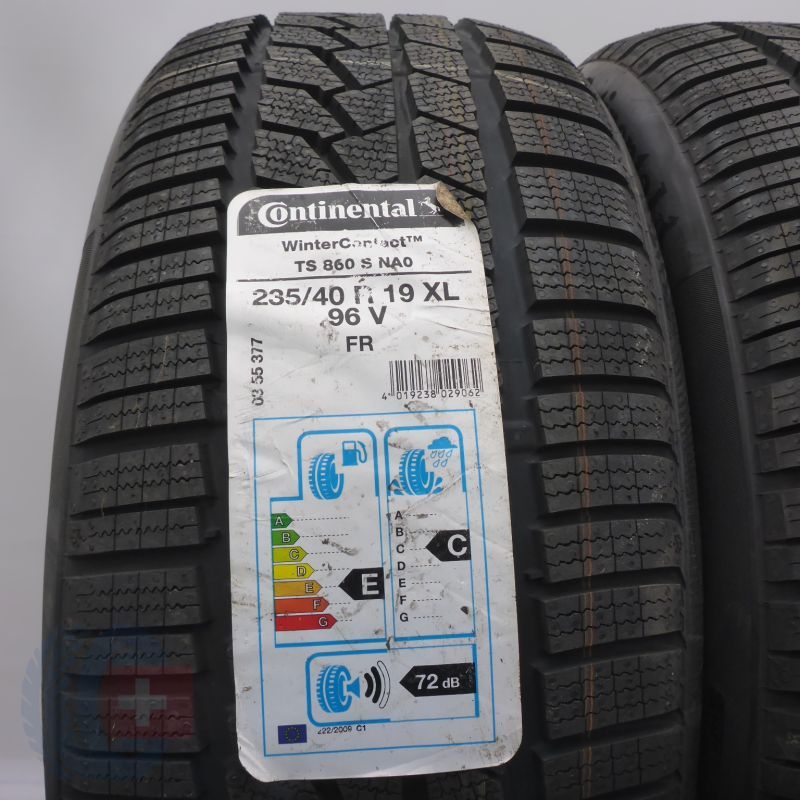 Continental
WinterContact™
TS 860 S NA0
235/40 R 19 XL
96 V
FR
03 55 377
4 019238 029062
A
B
C
D
E
F
G
E
A
B
C
D
E
F
G
C
72 dB
222/2009 C1